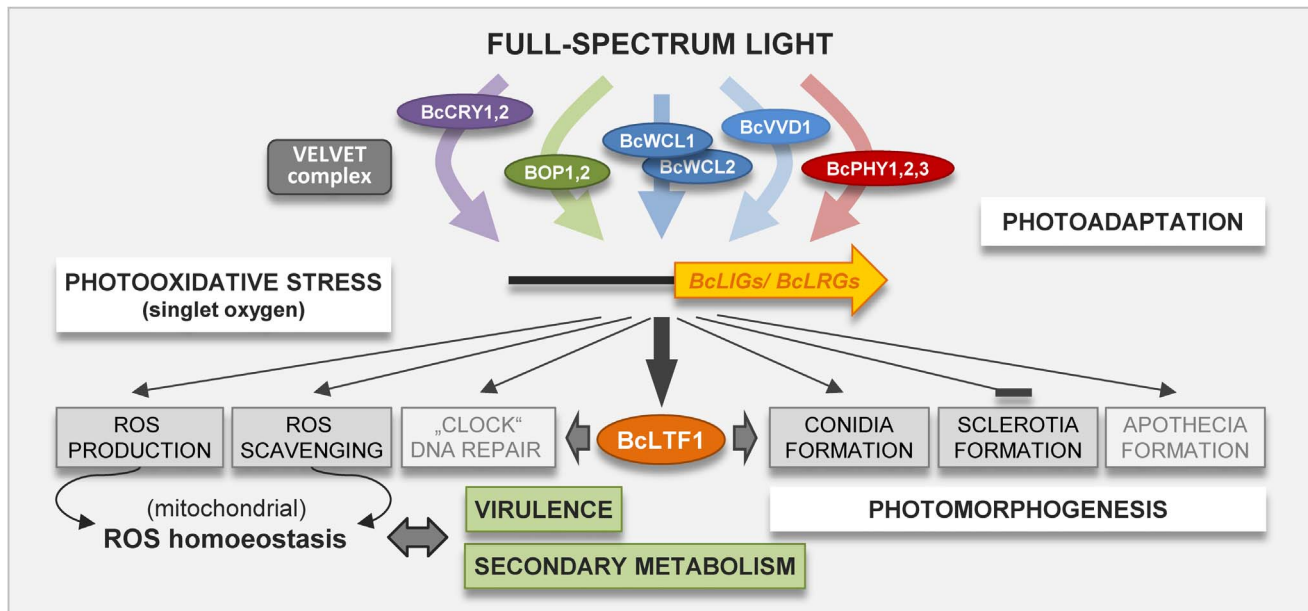 FULL-SPECTRUM LIGHT
BcCRY1,2
BOP1,2
BcWCL1
BcWCL2
BcVVD1
BcPHY1,2,3
VELVET
complex
PHOTOADAPTATION
PHOTOOXIDATIVE STRESS
(singlet oxygen)
BcLIGs/ BcLRGs
ROS
PRODUCTION
ROS
SCAVENGING
„CLOCK“
DNA REPAIR
BcLTF1
CONIDIA
FORMATION
SCLEROTIA
FORMATION
APOTHECIA
FORMATION
(mitochondrial)
ROS homoeostasis
VIRULENCE
SECONDARY METABOLISM
PHOTOMORPHOGENESIS